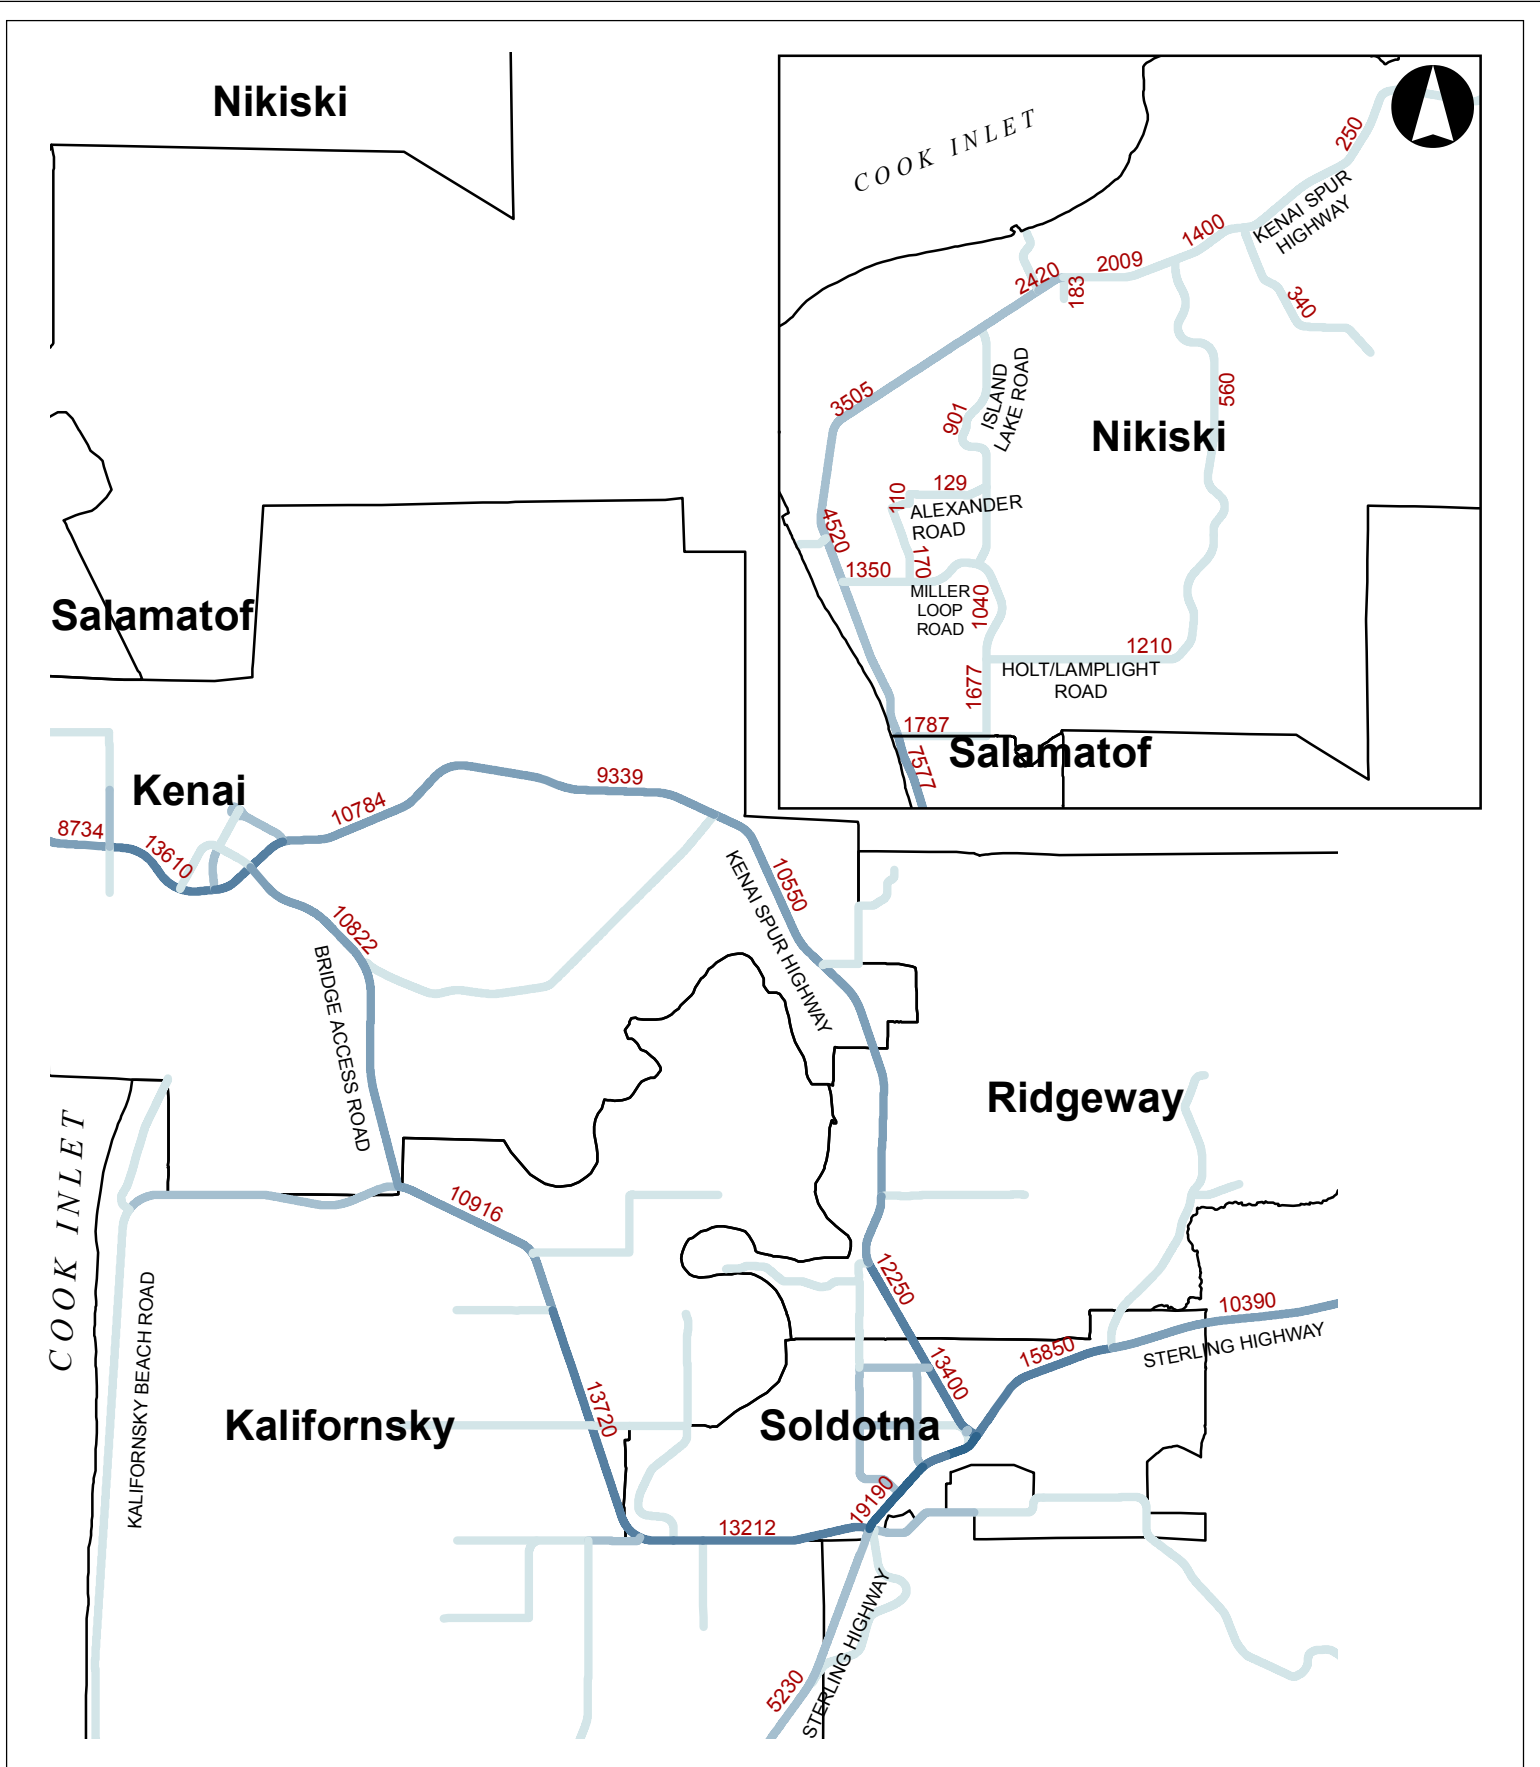 Nikiski
COOK INLET
250
KENAI SPUR
HIGHWAY
1400
2009
2420
183
340
3505
ISLAND
LAKE ROAD
901
560
Nikiski
129
110
ALEXANDER
ROAD
4520
170
1350
MILLER
LOOP
ROAD
1040
1210
HOLT/LAMPLIGHT
ROAD
1677
1787
Salamatof
7577
Salamatof
Kenai
9339
10784
8734
13610
10550
KENAI SPUR HIGHWAY
10822
BRIDGE ACCESS ROAD
Ridgeway
COOK INLET
10916
12250
10390
STERLING HIGHWAY
15850
13400
KALIFORNSKY BEACH ROAD
13720
Kalifornsky
Soldotna
19190
13212
STERLING HIGHWAY
5230